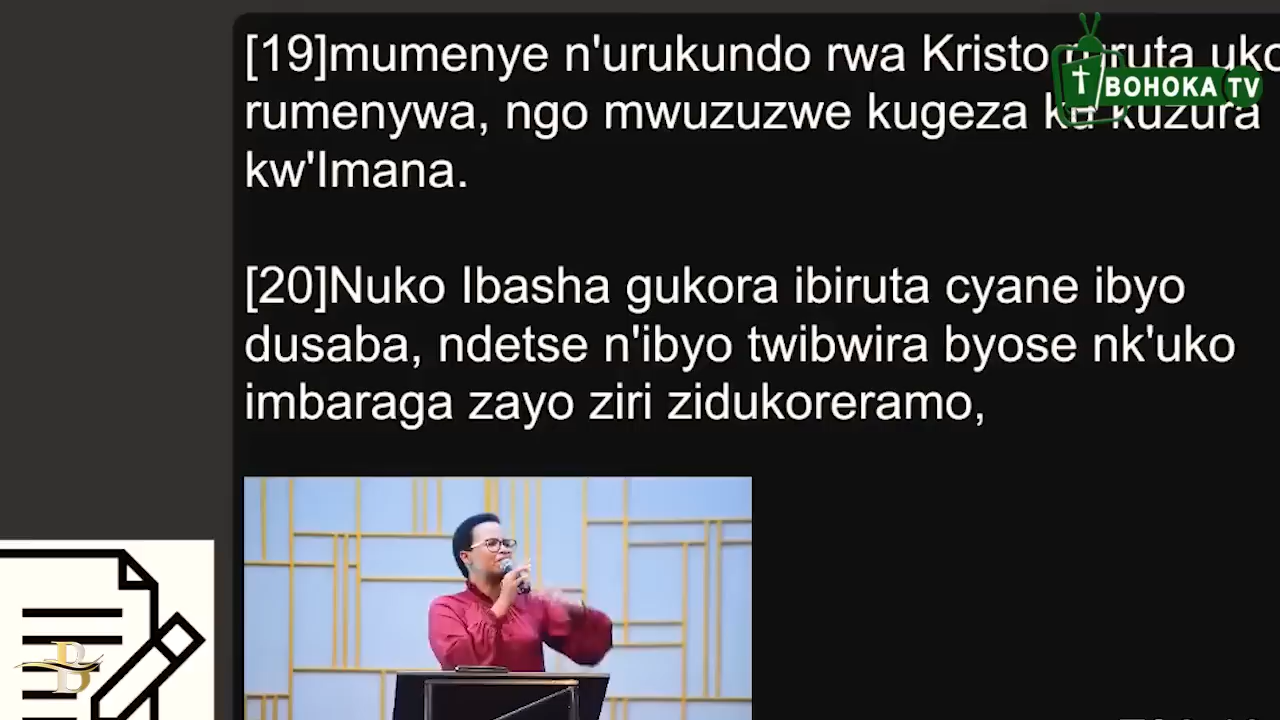 [19]mumenye n'urukundo rwa Kristo
rumenywa, ngo mwuzuzwe kugeza kuzura
kw'Imana.
[20]Nuko Ibasha gukora ibiruta cyane ibyo
dusaba, ndetse n'ibyo twibwira byose nk'uko
imbaraga zayo ziri zidukoreramo,
BOHOKA TV
B